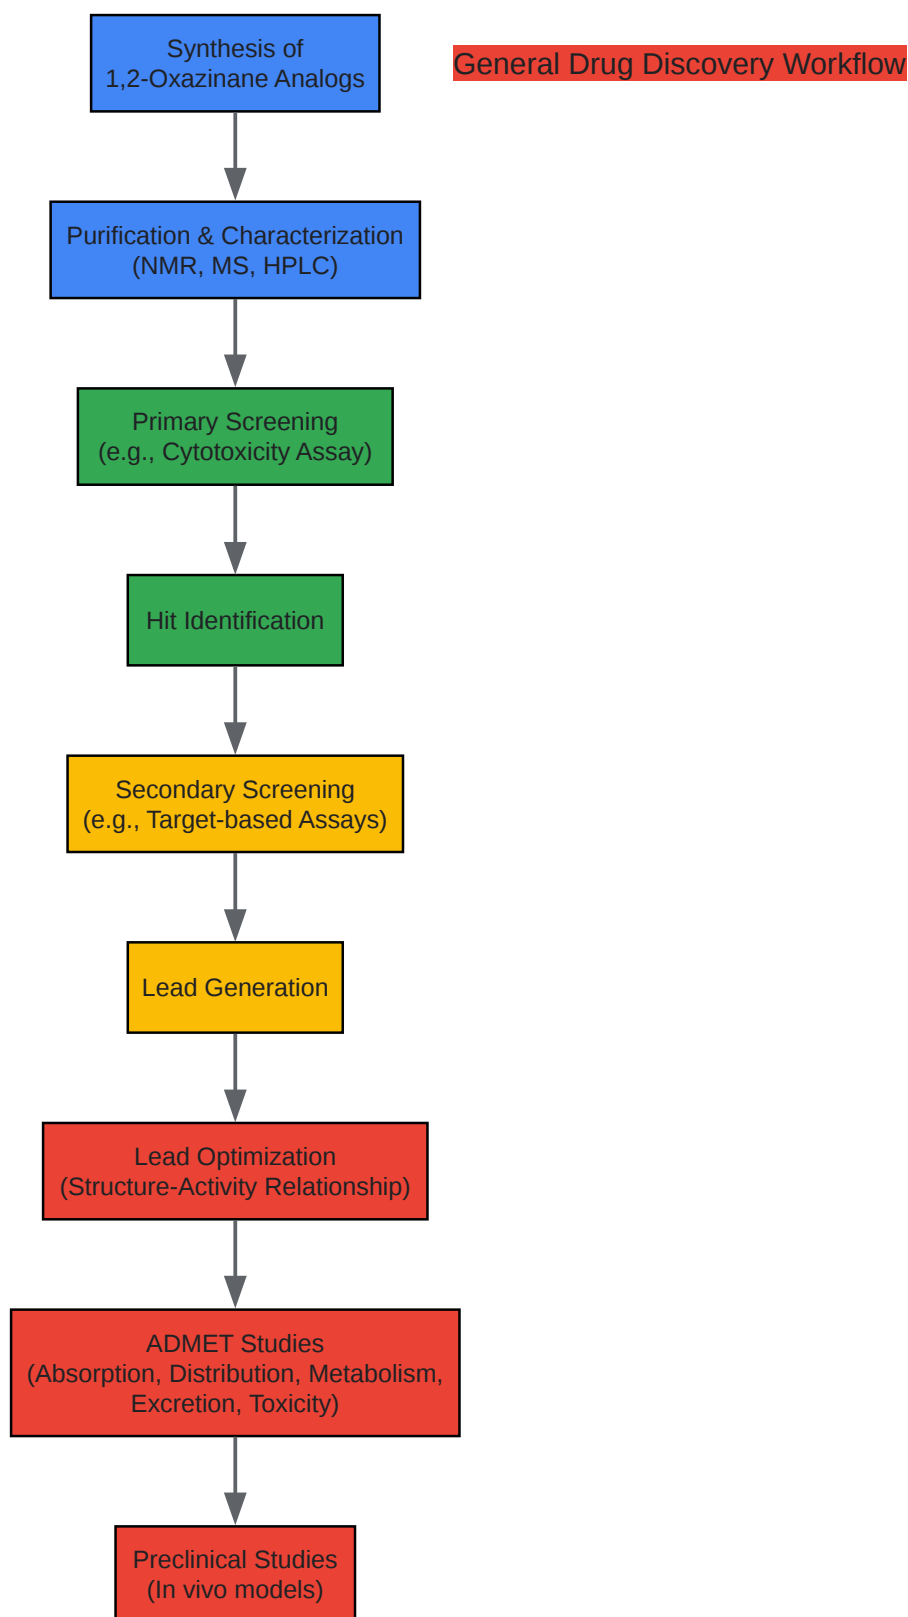 Synthesis of
1,2-Oxazinane Analogs
General Drug Discovery Workflow
Purification & Characterization
(NMR, MS, HPLC)
Primary Screening
(e.g., Cytotoxicity Assay)
Hit Identification
Secondary Screening
(e.g., Target-based Assays)
Lead Generation
Lead Optimization
(Structure-Activity Relationship)
ADMET Studies
(Absorption, Distribution, Metabolism,
Excretion, Toxicity)
Preclinical Studies
(In vivo models)